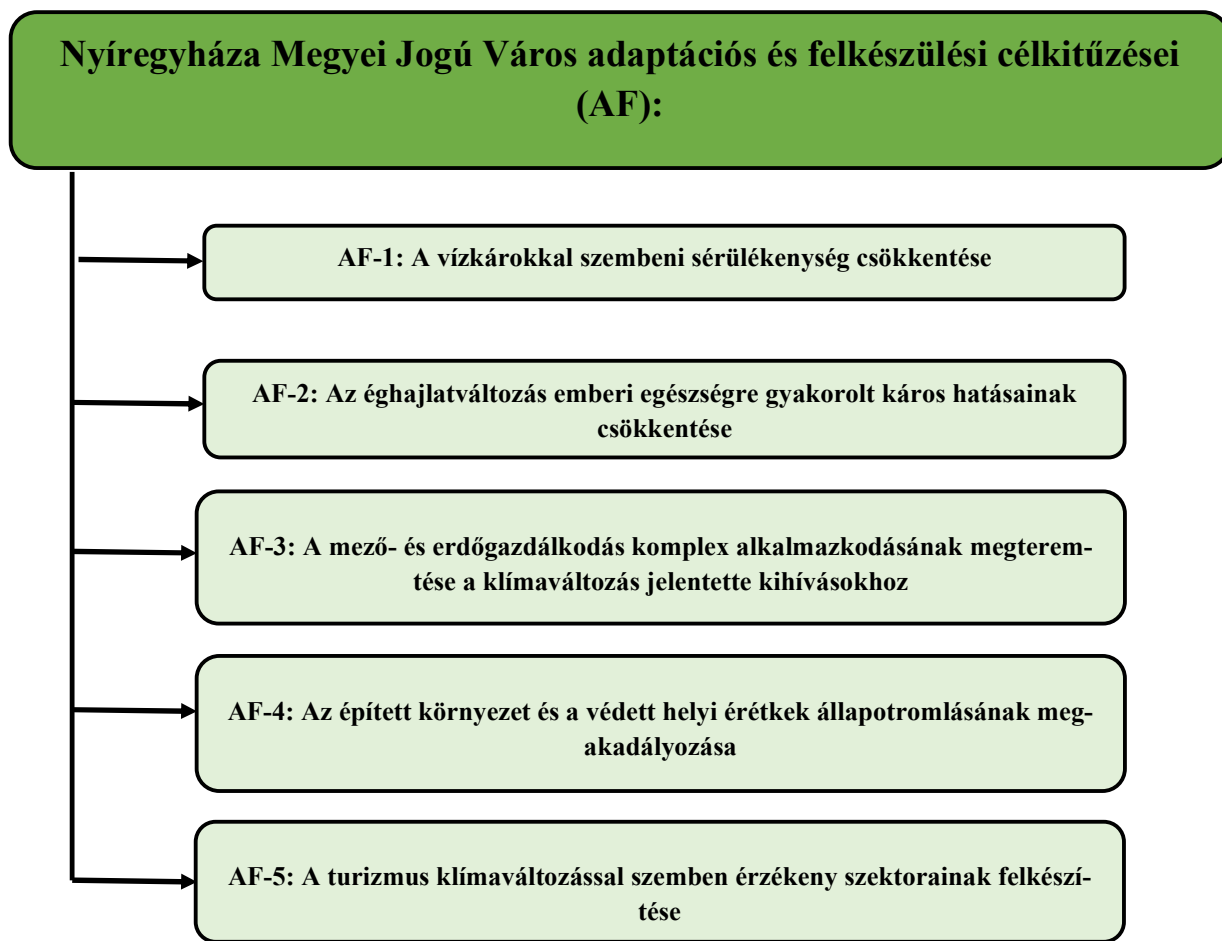 Nyíregyháza Megyei Jogú Város adaptációs és felkészülési célkitűzései
(AF):
AF-1: A vízkárokkal szembeni sérülékenység csökkentése
AF-2: Az éghajlatváltozás emberi egészségre gyakorolt káros hatásainak
csökkentése
AF-3: A mező- és erdőgazdálkodás komplex alkalmazkodásának megterem-
tése a klímaváltozás jelentette kihívásokhoz
AF-4: Az épített környezet és a védett helyi érétkek állapotromlásának meg-
akadályozása
AF-5: A turizmus klímaváltozással szemben érzékeny szektorainak felkészí-
tése